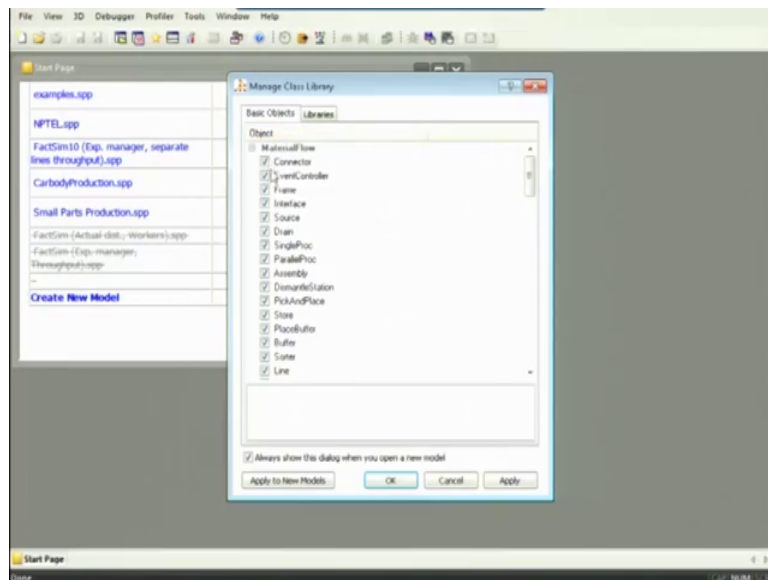 File View 3D Debugger Profiler Tools Window Help
Start Page
examples.spp
NPTEL.spp
FactSim10 (Exp. manager, separate
lines throughput).spp
CarbodyProduction.spp
Small Parts Production.spp
FactSim (Actual dist., Workers).spp
FactSim (Exp. manager,
Throughput).spp
Create New Model
Manage Class Library
Basic Objects Libraries
Object
MaterialFlow
Connector
EventController
Frame
Interface
Source
Drain
SingleProc
ParallelProc
Assembly
DismantleStation
PickAndPlace
Store
PlaceBuffer
Buffer
Sorter
Line
Always show this dialog when you open a new model
Apply to New Models OK Cancel Apply
Start Page
Done CAP NUM